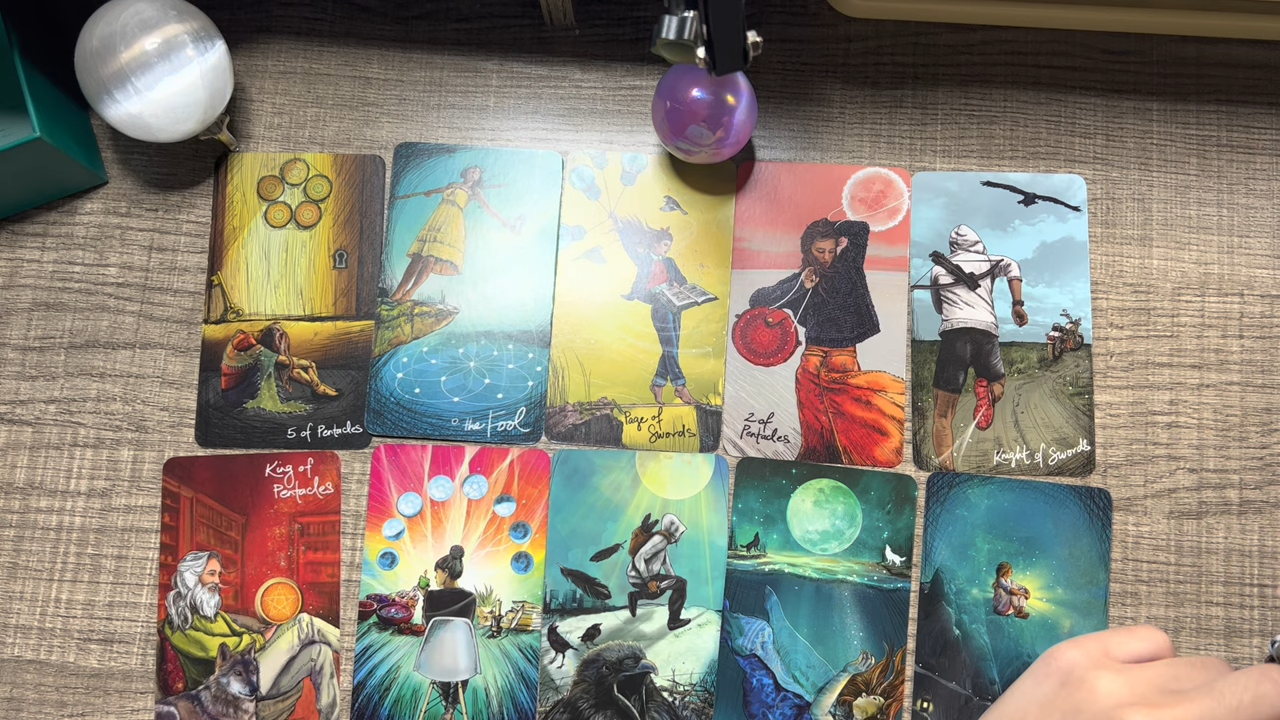 5 of Pentacles
0. the Fool
Page of
Swords
2 of
Pentacles
Knight of Swords
King of
Pentacles